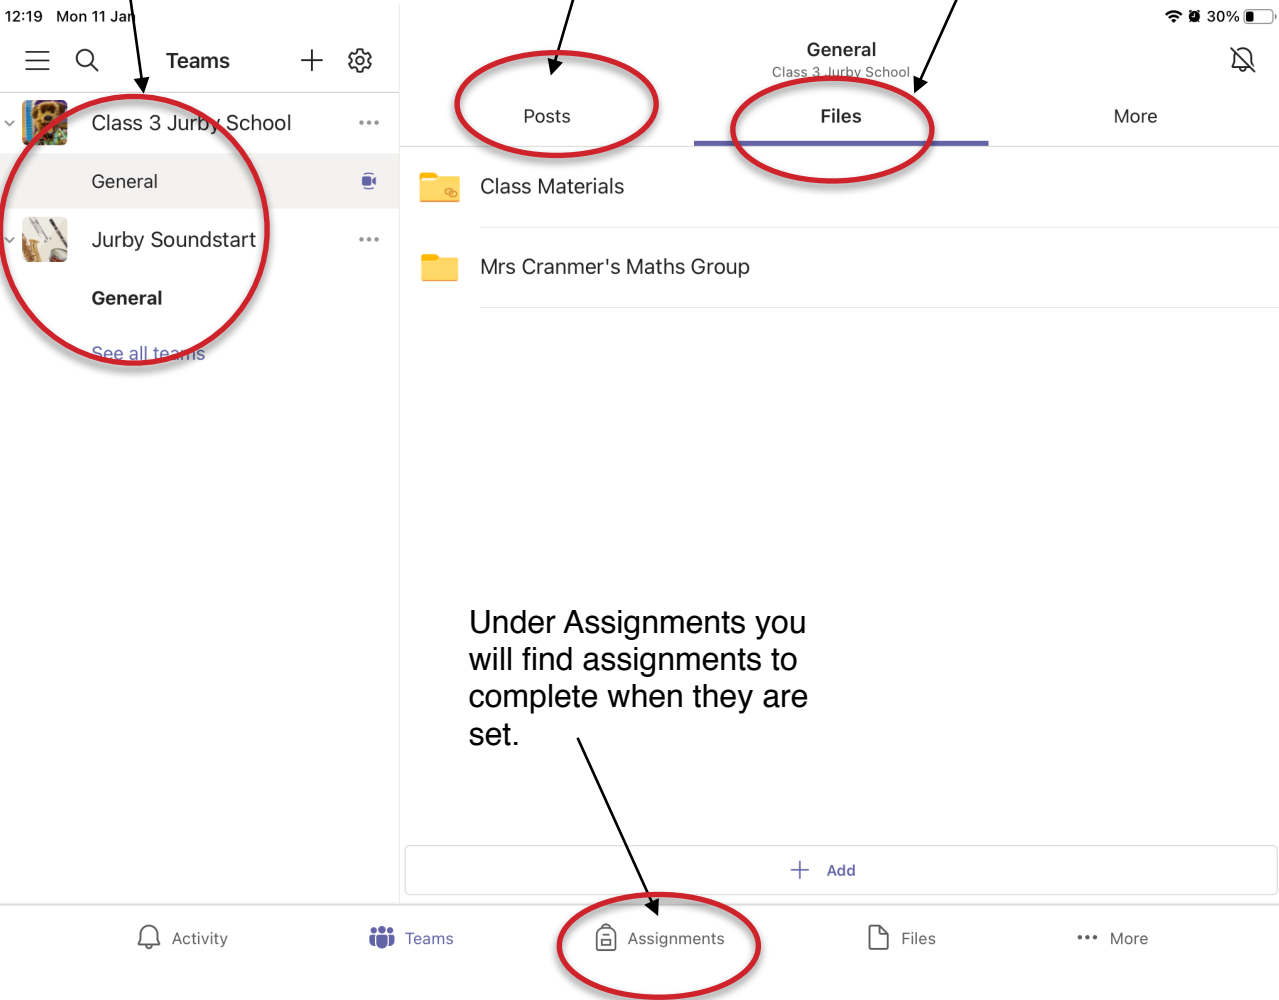 12:19 Mon 11 Jan
30%
Teams
General
Class 3 Jurby School
Posts
Files
More
Class 3 Jurby School
General
Jurby Soundstart
General
See all teams
Class Materials
Mrs Cranmer's Maths Group
Under Assignments you
will find assignments to
complete when they are
set.
Add
Activity
Teams
Assignments
Files
More